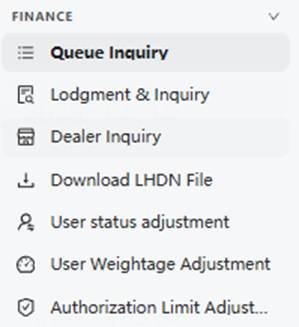 FINANCE
Queue Inquiry
Lodgment & Inquiry
Dealer Inquiry
Download LHDN File
User status adjustment
User Weightage Adjustment
Authorization Limit Adjust...